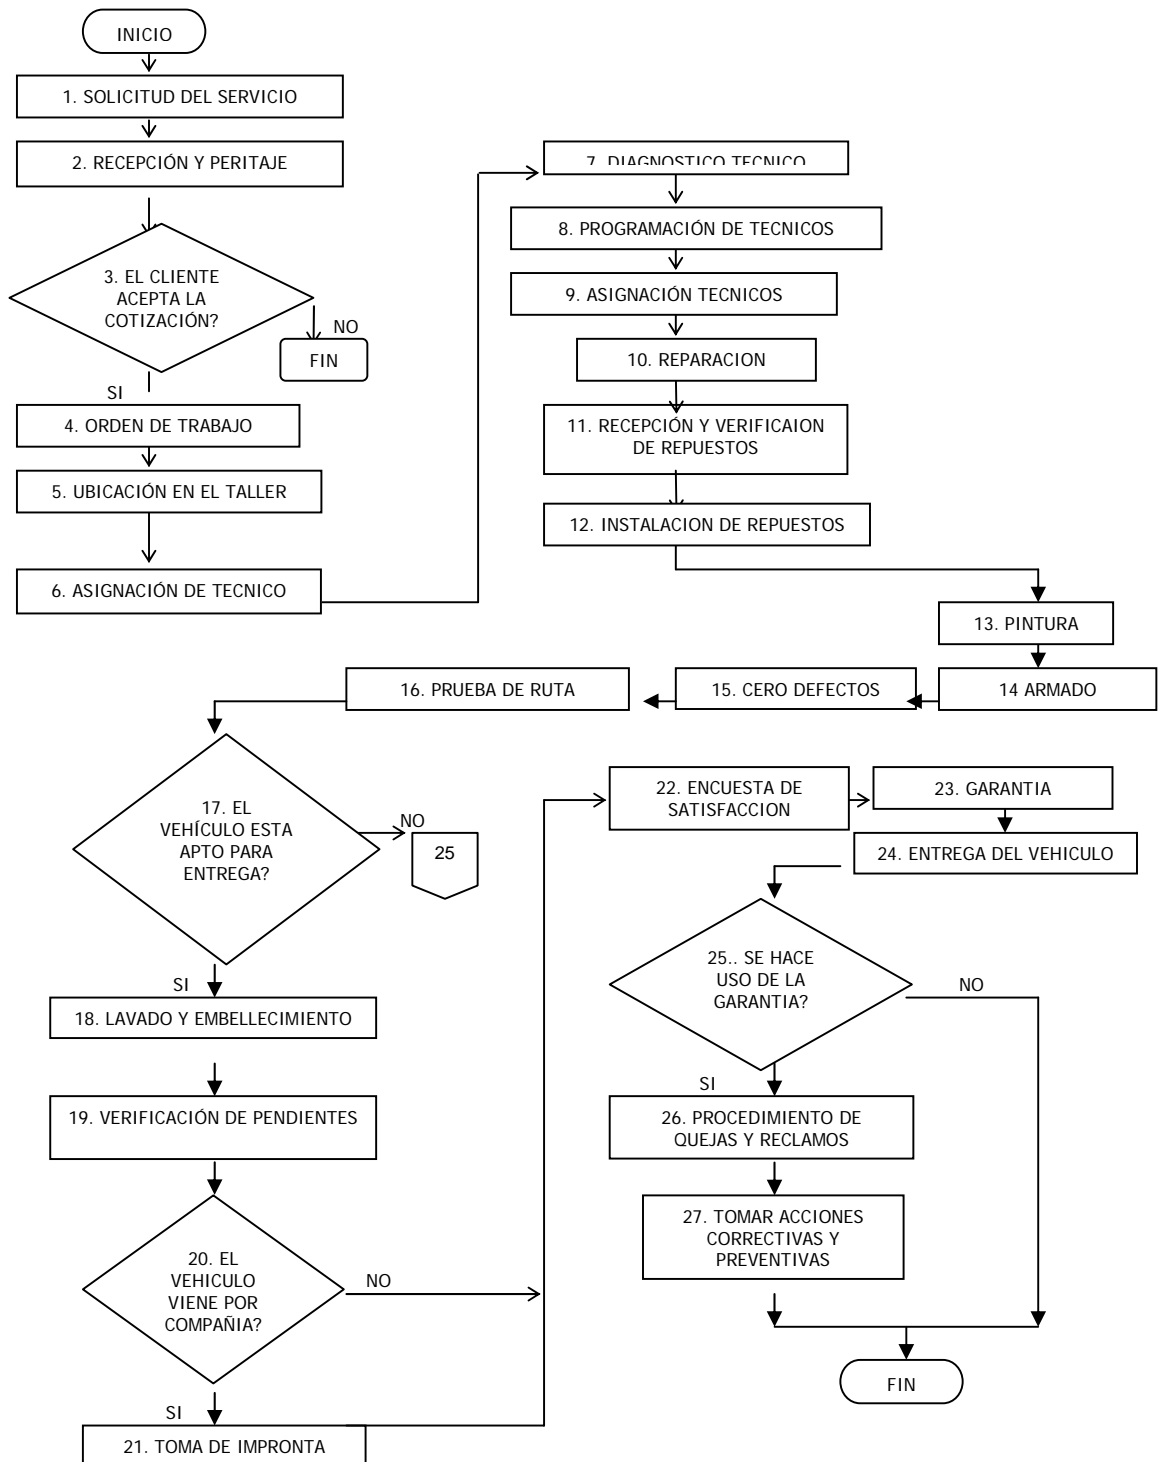 INICIO
1. SOLICITUD DEL SERVICIO
2. RECEPCIÓN Y PERITAJE
3. EL CLIENTE
ACEPTA LA
COTIZACIÓN?
NO
FIN
SI
4. ORDEN DE TRABAJO
5. UBICACIÓN EN EL TALLER
6. ASIGNACIÓN DE TECNICO
7. DIAGNOSTICO TECNICO
8. PROGRAMACIÓN DE TECNICOS
9. ASIGNACIÓN TECNICOS
10. REPARACION
11. RECEPCIÓN Y VERIFICAION
DE REPUESTOS
12. INSTALACION DE REPUESTOS
13. PINTURA
14 ARMADO
15. CERO DEFECTOS
16. PRUEBA DE RUTA
17. EL
VEHÍCULO ESTA
APTO PARA
ENTREGA?
NO
25
SI
18. LAVADO Y EMBELLECIMIENTO
19. VERIFICACIÓN DE PENDIENTES
20. EL
VEHICULO
VIENE POR
COMPAÑIA?
NO
SI
21. TOMA DE IMPRONTA
22. ENCUESTA DE
SATISFACCION
23. GARANTIA
24. ENTREGA DEL VEHICULO
25.. SE HACE
USO DE LA
GARANTIA?
NO
SI
26. PROCEDIMIENTO DE
QUEJAS Y RECLAMOS
27. TOMAR ACCIONES
CORRECTIVAS Y
PREVENTIVAS
FIN